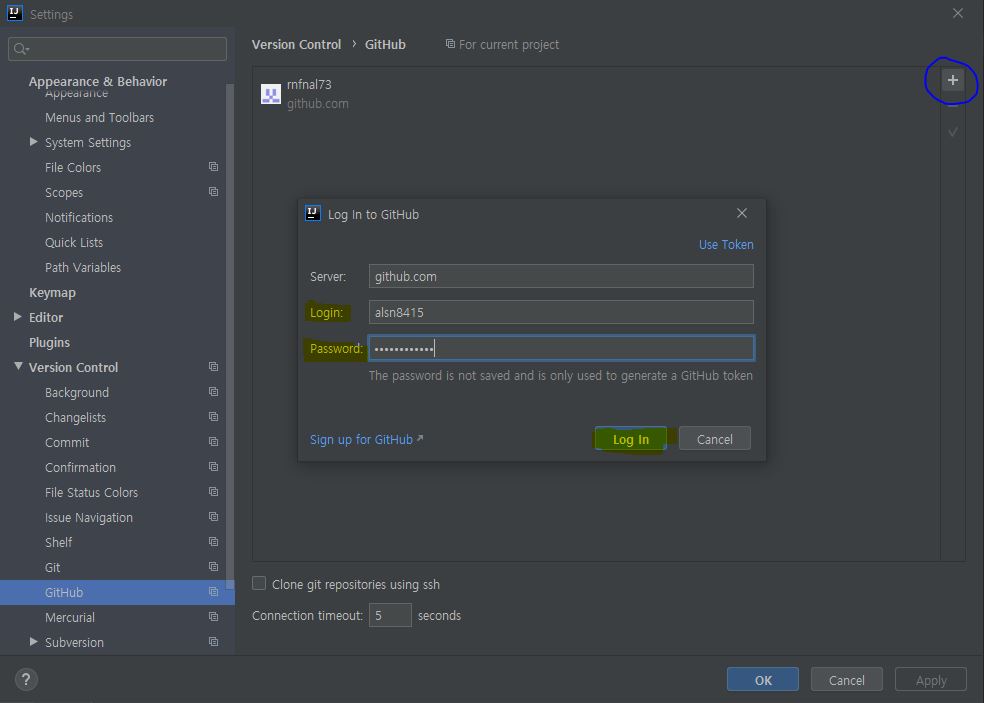 Settings
Version Control › GitHub
For current project
Appearance & Behavior
Appearance
Menus and Toolbars
System Settings
File Colors
Scopes
Notifications
Quick Lists
Path Variables
Keymap
Editor
Plugins
Version Control
Background
Changelists
Commit
Confirmation
File Status Colors
Issue Navigation
Shelf
Git
GitHub
Mercurial
Subversion
rnfnal73
github.com
Log In to GitHub
Use Token
Server: github.com
Login: alsn8415
Password: ••••••••••••
The password is not saved and is only used to generate a GitHub token
Sign up for GitHub
Log In
Cancel
Clone git repositories using ssh
Connection timeout: 5 seconds
?
OK
Cancel
Apply